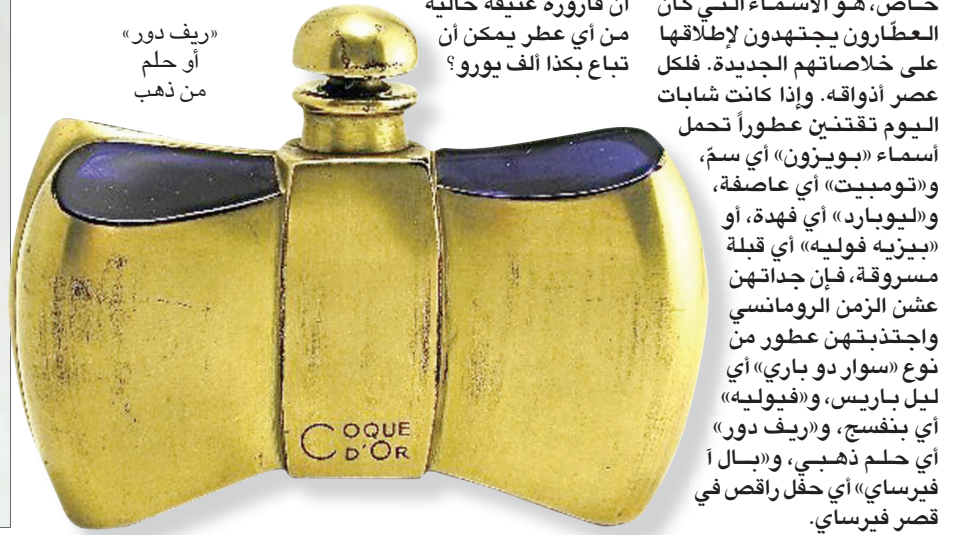 خاص، هو الأسماء التي كان
العطّارون يجتهدون لإطلاقها
على خلاصاتهم الجديدة. فلكل
عصر أذواقه. وإذا كانت شابات
اليوم تقتنين عطوراً تحمل
أسماء «بويزون» أي سمّ،
و«تومبيت» أي عاصفة،
و«ليوبارد» أي فهدة، أو
«بيزيه فوليه» أي قبلة
مسروقة، فإن جداتهن
عشن الزمن الرومانسي
واجتذبتهن عطور من
نوع «سوار دو باري» أي
ليل باريس، و«فيوليه»
أي بنفسج، و«ريف دور»
أي حلم ذهبي، و«بال آ
فيرساي» أي حفل راقص في
قصر فيرساي.
أن قارورة عتيقة خالية
من أي عطر يمكن أن
تباع بكذا ألف يورو؟
«ريف دور»
أو حلم
من ذهب
COQUE
D'OR